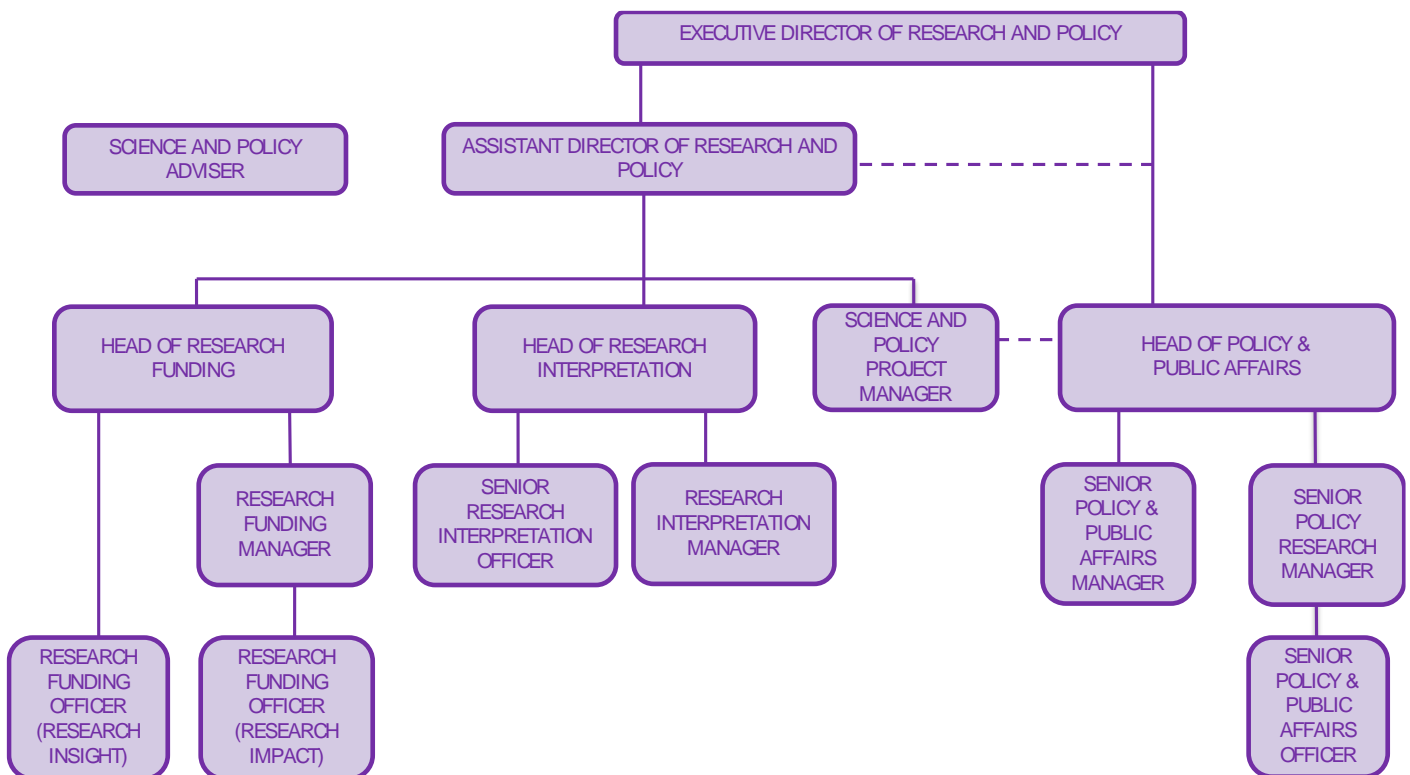 EXECUTIVE DIRECTOR OF RESEARCH AND POLICY
SCIENCE AND POLICY
ADVISER
ASSISTANT DIRECTOR OF RESEARCH AND
POLICY
HEAD OF RESEARCH
FUNDING
HEAD OF RESEARCH
INTERPRETATION
SCIENCE AND
POLICY
PROJECT
MANAGER
HEAD OF POLICY &
PUBLIC AFFAIRS
RESEARCH
FUNDING
MANAGER
SENIOR
RESEARCH
INTERPRETATION
OFFICER
RESEARCH
INTERPRETATION
MANAGER
SENIOR
POLICY &
PUBLIC
AFFAIRS
MANAGER
SENIOR
POLICY
RESEARCH
MANAGER
RESEARCH
FUNDING
OFFICER
(RESEARCH
INSIGHT)
RESEARCH
FUNDING
OFFICER
(RESEARCH
IMPACT)
SENIOR
POLICY &
PUBLIC
AFFAIRS
OFFICER